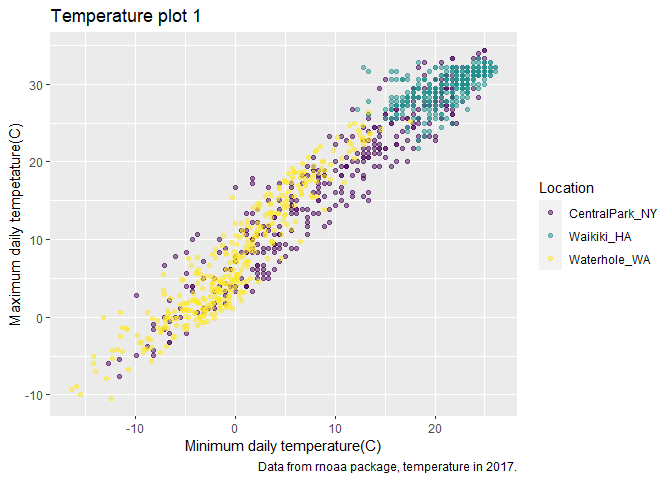 Temperature plot 1
Maximum daily tempetature(C)
30
20
10
0
-10
-10
0
10
20
Minimum daily temperature(C)
Data from rnoaa package, temperature in 2017.
Location
CentralPark_NY
Waikiki_HA
Waterhole_WA